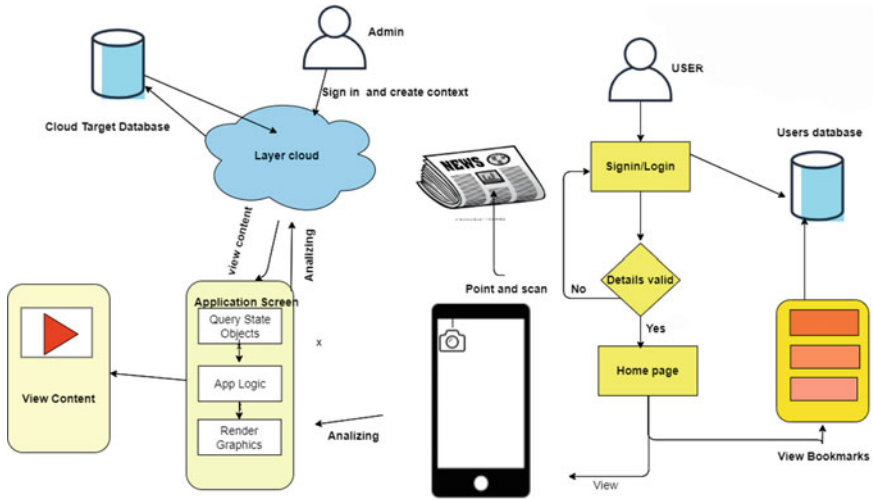 Admin
Sign in and create context
Cloud Target Database
Layer cloud
USER
Users database
NEWS
Signin/Login
view content
Analizing
Point and scan
No
Details valid
Yes
Application Screen
Query State
Objects
x
View Content
App Logic
Home page
Render
Graphics
Analizing
View Bookmarks
View